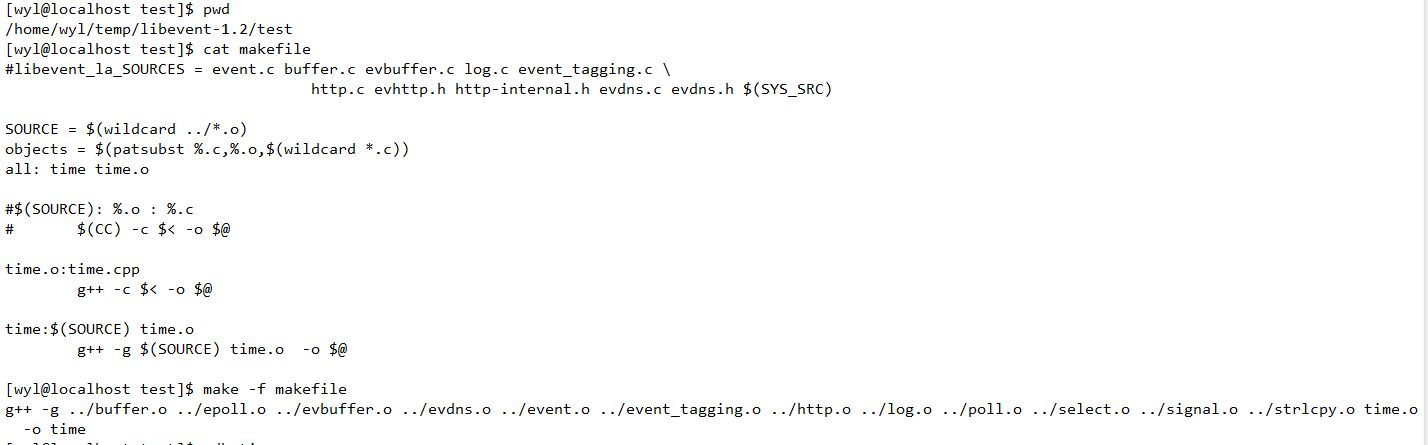 [wyl@localhost test]$ pwd
/home/wyl/temp/libevent-1.2/test
[wyl@localhost test]$ cat makefile
#libevent_la_SOURCES = event.c buffer.c evbuffer.c log.c event_tagging.c \
http.c evhttp.h http-internal.h evdns.c evdns.h $(SYS_SRC)
SOURCE = $(wildcard ../*.o)
objects = $(patsubst %.c,%.o,$(wildcard *.c))
all: time time.o
#$(SOURCE): %.o : %.c
# $(CC) -c $< -o $@
time.o:time.cpp
g++ -c $< -o $@
time:$(SOURCE) time.o
g++ -g $(SOURCE) time.o  -o $@
[wyl@localhost test]$ make -f makefile
g++ -g ../buffer.o ../epoll.o ../evbuffer.o ../evdns.o ../event.o ../event_tagging.o ../http.o ../log.o ../poll.o ../select.o ../signal.o ../strlcpy.o time.o
-o time